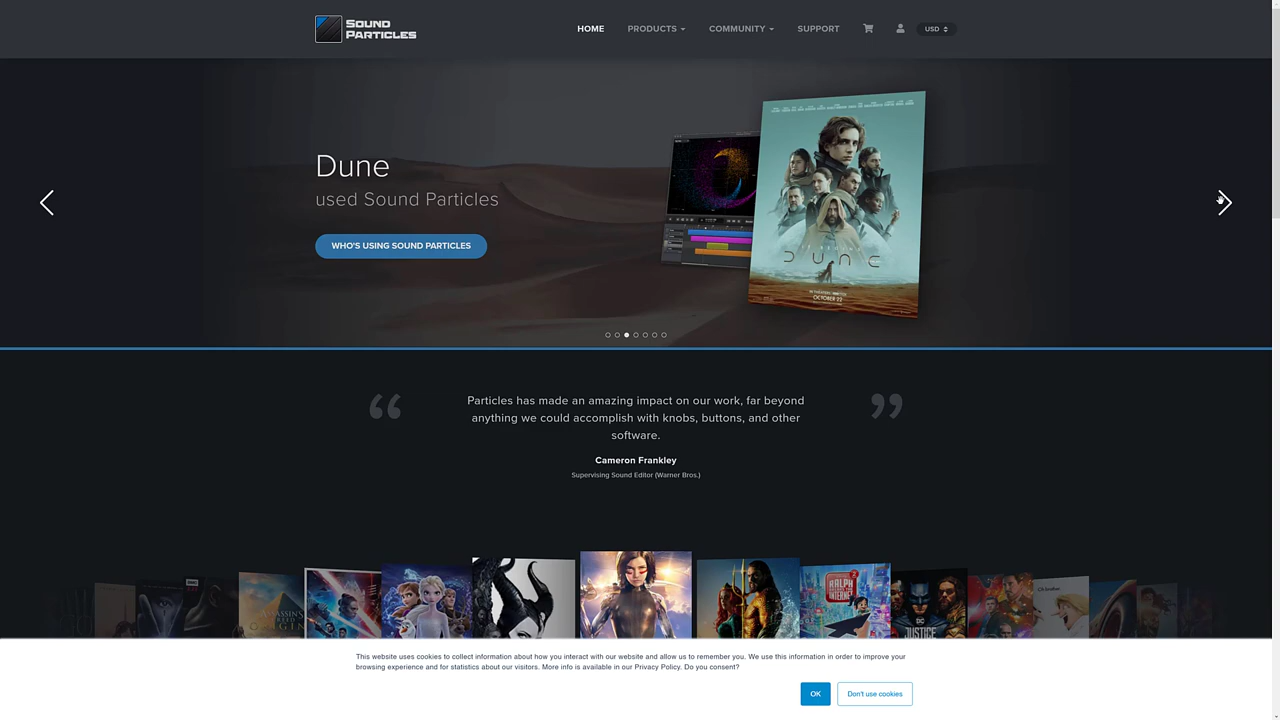 SOUND PARTICLES
HOME
PRODUCTS
COMMUNITY
SUPPORT
USD
Dune
used Sound Particles
WHO'S USING SOUND PARTICLES
DUNE
OCTOBER 22
Particles has made an amazing impact on our work, far beyond
anything we could accomplish with knobs, buttons, and other
software.
Cameron Frankley
Supervising Sound Editor (Warner Bros.)
This website uses cookies to collect information about how you interact with our website and allow us to remember you. We use this information in order to improve your
browsing experience and for statistics about our visitors. More info is available in our Privacy Policy. Do you consent?
OK
Don't use cookies